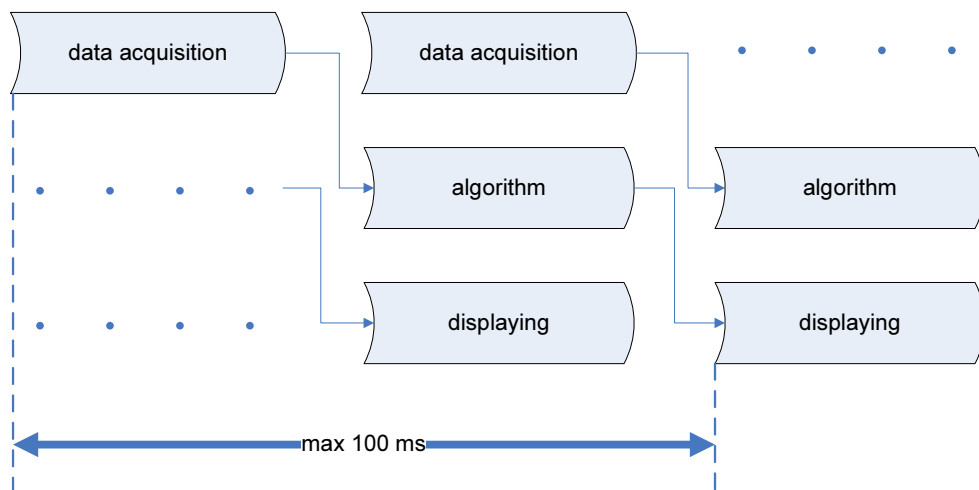 data acquisition
data acquisition
algorithm
algorithm
displaying
displaying
max 100 ms